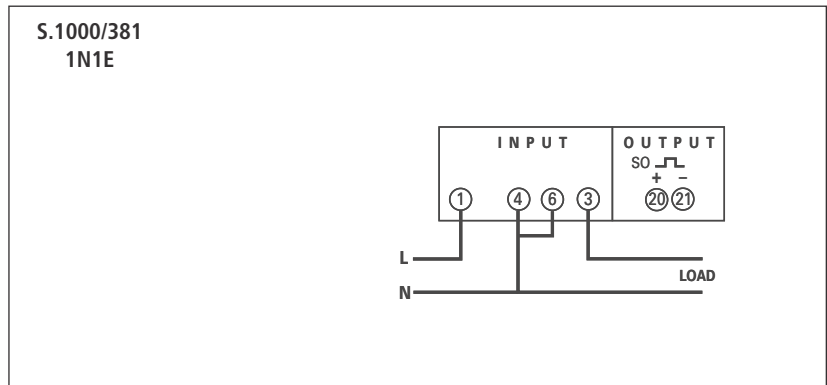 S.1000/381
1N1E
INPUT
OUTPUT
SO
+ –
1 4 6 3 20 21
L
LOAD
N